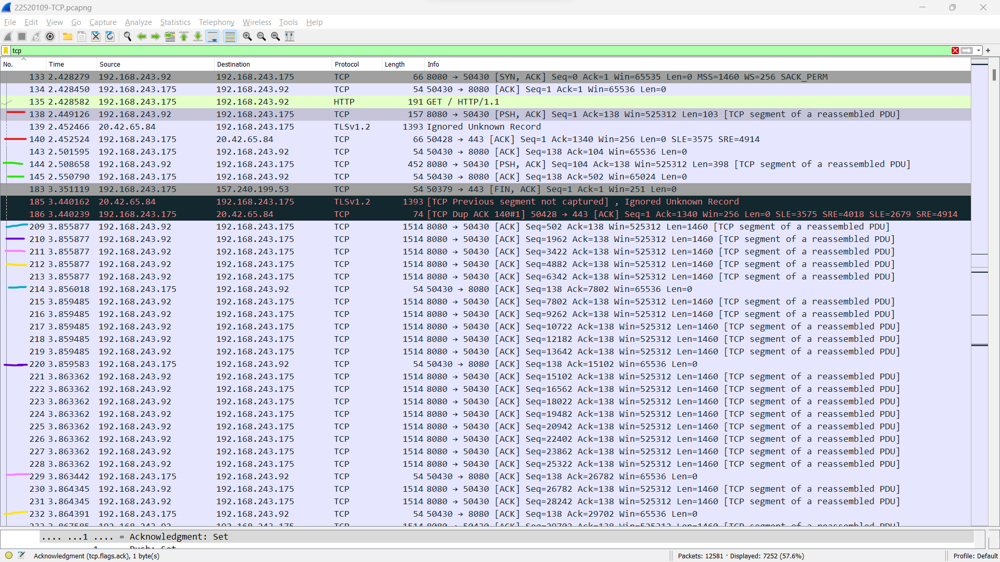 22520109-TCP.pcapng
File Edit View Go Capture Analyze Statistics Telephony Wireless Tools Help
tcp
No. Time Source Destination Protocol Length Info
133 2.428279 192.168.243.92 192.168.243.175 TCP 66 8080 → 50430 [SYN, ACK] Seq=0 Ack=1 Win=65535 Len=0 MSS=1460 WS=256 SACK_PERM
134 2.428450 192.168.243.175 192.168.243.92 TCP 54 50430 → 8080 [ACK] Seq=1 Ack=1 Win=65536 Len=0
135 2.428582 192.168.243.175 192.168.243.92 HTTP 191 GET / HTTP/1.1
138 2.449126 192.168.243.92 192.168.243.175 TCP 157 8080 → 50430 [PSH, ACK] Seq=1 Ack=138 Win=525312 Len=103 [TCP segment of a reassembled PDU]
139 2.452466 20.42.65.84 192.168.243.175 TLSv1.2 1393 Ignored Unknown Record
140 2.452524 192.168.243.175 20.42.65.84 TCP 66 50428 → 443 [ACK] Seq=1 Ack=1340 Win=256 Len=0 SLE=3575 SRE=4914
143 2.501595 192.168.243.175 192.168.243.92 TCP 54 50430 → 8080 [ACK] Seq=138 Ack=104 Win=65536 Len=0
144 2.508658 192.168.243.92 192.168.243.175 TCP 452 8080 → 50430 [PSH, ACK] Seq=104 Ack=138 Win=525312 Len=398 [TCP segment of a reassembled PDU]
145 2.550790 192.168.243.175 192.168.243.92 TCP 54 50430 → 8080 [ACK] Seq=138 Ack=502 Win=65024 Len=0
183 3.351119 192.168.243.175 157.240.199.53 TCP 54 50379 → 443 [FIN, ACK] Seq=1 Ack=1 Win=251 Len=0
185 3.440162 20.42.65.84 192.168.243.175 TLSv1.2 1393 [TCP Previous segment not captured] , Ignored Unknown Record
186 3.440239 192.168.243.175 20.42.65.84 TCP 74 [TCP Dup ACK 140#1] 50428 → 443 [ACK] Seq=1 Ack=1340 Win=256 Len=0 SLE=3575 SRE=4018 SLE=2679 SRE=4914
209 3.855877 192.168.243.92 192.168.243.175 TCP 1514 8080 → 50430 [ACK] Seq=502 Ack=138 Win=525312 Len=1460 [TCP segment of a reassembled PDU]
210 3.855877 192.168.243.92 192.168.243.175 TCP 1514 8080 → 50430 [ACK] Seq=1962 Ack=138 Win=525312 Len=1460 [TCP segment of a reassembled PDU]
211 3.855877 192.168.243.92 192.168.243.175 TCP 1514 8080 → 50430 [ACK] Seq=3422 Ack=138 Win=525312 Len=1460 [TCP segment of a reassembled PDU]
212 3.855877 192.168.243.92 192.168.243.175 TCP 1514 8080 → 50430 [ACK] Seq=4882 Ack=138 Win=525312 Len=1460 [TCP segment of a reassembled PDU]
213 3.855877 192.168.243.92 192.168.243.175 TCP 1514 8080 → 50430 [ACK] Seq=6342 Ack=138 Win=525312 Len=1460 [TCP segment of a reassembled PDU]
214 3.856018 192.168.243.175 192.168.243.92 TCP 54 50430 → 8080 [ACK] Seq=138 Ack=7802 Win=65536 Len=0
215 3.859485 192.168.243.92 192.168.243.175 TCP 1514 8080 → 50430 [ACK] Seq=7802 Ack=138 Win=525312 Len=1460 [TCP segment of a reassembled PDU]
216 3.859485 192.168.243.92 192.168.243.175 TCP 1514 8080 → 50430 [ACK] Seq=9262 Ack=138 Win=525312 Len=1460 [TCP segment of a reassembled PDU]
217 3.859485 192.168.243.92 192.168.243.175 TCP 1514 8080 → 50430 [ACK] Seq=10722 Ack=138 Win=525312 Len=1460 [TCP segment of a reassembled PDU]
218 3.859485 192.168.243.92 192.168.243.175 TCP 1514 8080 → 50430 [ACK] Seq=12182 Ack=138 Win=525312 Len=1460 [TCP segment of a reassembled PDU]
219 3.859485 192.168.243.92 192.168.243.175 TCP 1514 8080 → 50430 [ACK] Seq=13642 Ack=138 Win=525312 Len=1460 [TCP segment of a reassembled PDU]
220 3.859583 192.168.243.175 192.168.243.92 TCP 54 50430 → 8080 [ACK] Seq=138 Ack=15102 Win=65536 Len=0
221 3.863362 192.168.243.92 192.168.243.175 TCP 1514 8080 → 50430 [ACK] Seq=15102 Ack=138 Win=525312 Len=1460 [TCP segment of a reassembled PDU]
222 3.863362 192.168.243.92 192.168.243.175 TCP 1514 8080 → 50430 [ACK] Seq=16562 Ack=138 Win=525312 Len=1460 [TCP segment of a reassembled PDU]
223 3.863362 192.168.243.92 192.168.243.175 TCP 1514 8080 → 50430 [ACK] Seq=18022 Ack=138 Win=525312 Len=1460 [TCP segment of a reassembled PDU]
224 3.863362 192.168.243.92 192.168.243.175 TCP 1514 8080 → 50430 [ACK] Seq=19482 Ack=138 Win=525312 Len=1460 [TCP segment of a reassembled PDU]
225 3.863362 192.168.243.92 192.168.243.175 TCP 1514 8080 → 50430 [ACK] Seq=20942 Ack=138 Win=525312 Len=1460 [TCP segment of a reassembled PDU]
226 3.863362 192.168.243.92 192.168.243.175 TCP 1514 8080 → 50430 [ACK] Seq=22402 Ack=138 Win=525312 Len=1460 [TCP segment of a reassembled PDU]
227 3.863362 192.168.243.92 192.168.243.175 TCP 1514 8080 → 50430 [ACK] Seq=23862 Ack=138 Win=525312 Len=1460 [TCP segment of a reassembled PDU]
228 3.863362 192.168.243.92 192.168.243.175 TCP 1514 8080 → 50430 [ACK] Seq=25322 Ack=138 Win=525312 Len=1460 [TCP segment of a reassembled PDU]
229 3.863442 192.168.243.175 192.168.243.92 TCP 54 50430 → 8080 [ACK] Seq=138 Ack=26782 Win=65536 Len=0
230 3.864345 192.168.243.92 192.168.243.175 TCP 1514 8080 → 50430 [ACK] Seq=26782 Ack=138 Win=525312 Len=1460 [TCP segment of a reassembled PDU]
231 3.864345 192.168.243.92 192.168.243.175 TCP 1514 8080 → 50430 [ACK] Seq=28242 Ack=138 Win=525312 Len=1460 [TCP segment of a reassembled PDU]
232 3.864391 192.168.243.175 192.168.243.92 TCP 54 50430 → 8080 [ACK] Seq=138 Ack=29702 Win=65536 Len=0
.... ...1 .... = Acknowledgment: Set
Acknowledgment (tcp.flags.ack), 1 byte(s)
Packets: 12581 · Displayed: 7252 (57.6%)
Profile: Default